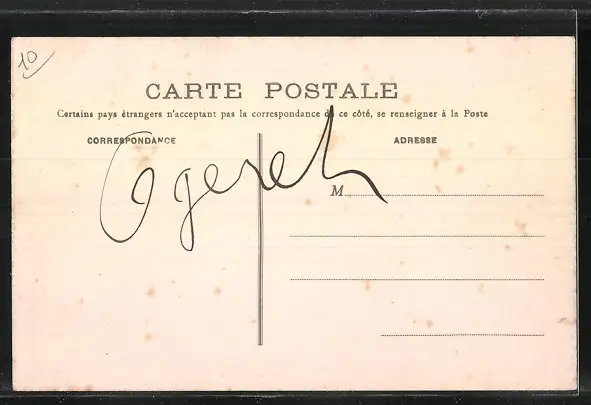 10
CARTE POSTALE
Certains pays étrangers n'acceptant pas la correspondance de ce côté, se renseigner à la Poste
CORRESPONDANCE
ADRESSE
M